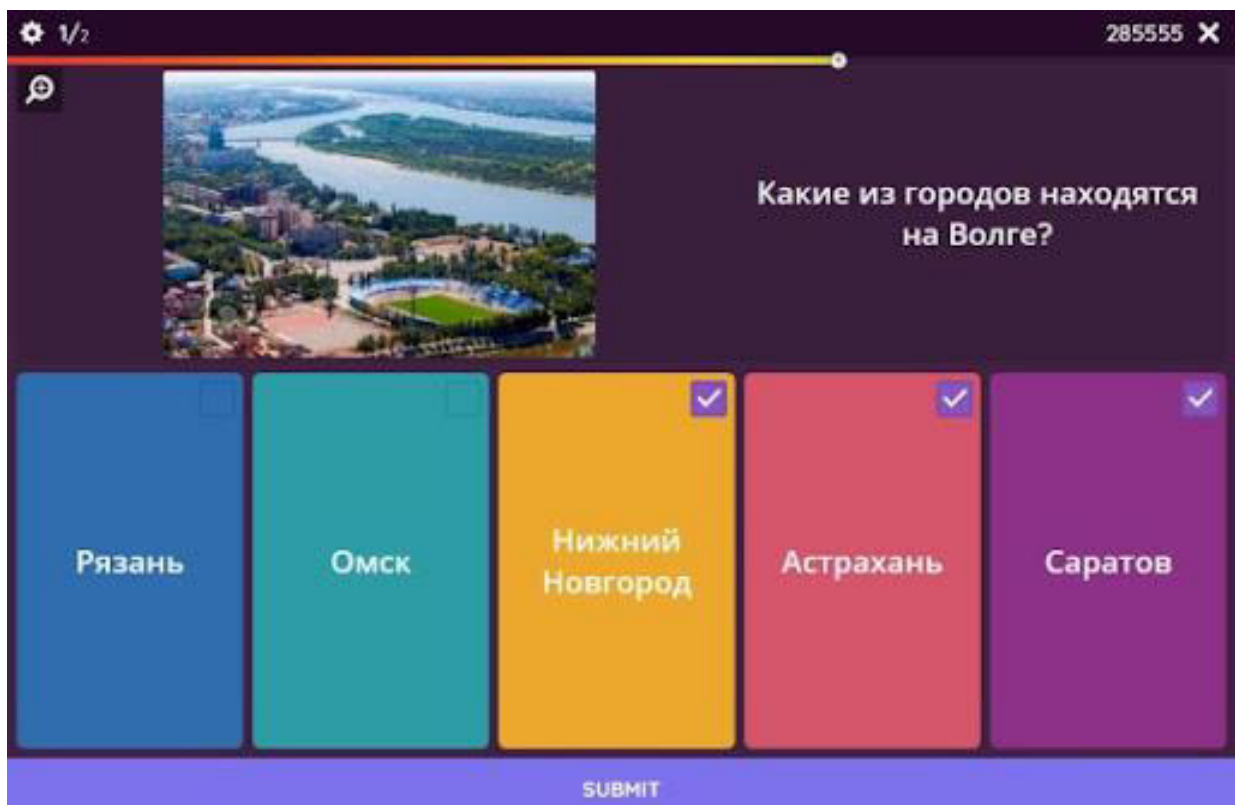 1/2
285555
Какие из городов находятся
на Волге?
Рязань
Омск
Нижний
Новгород
Астрахань
Саратов
SUBMIT